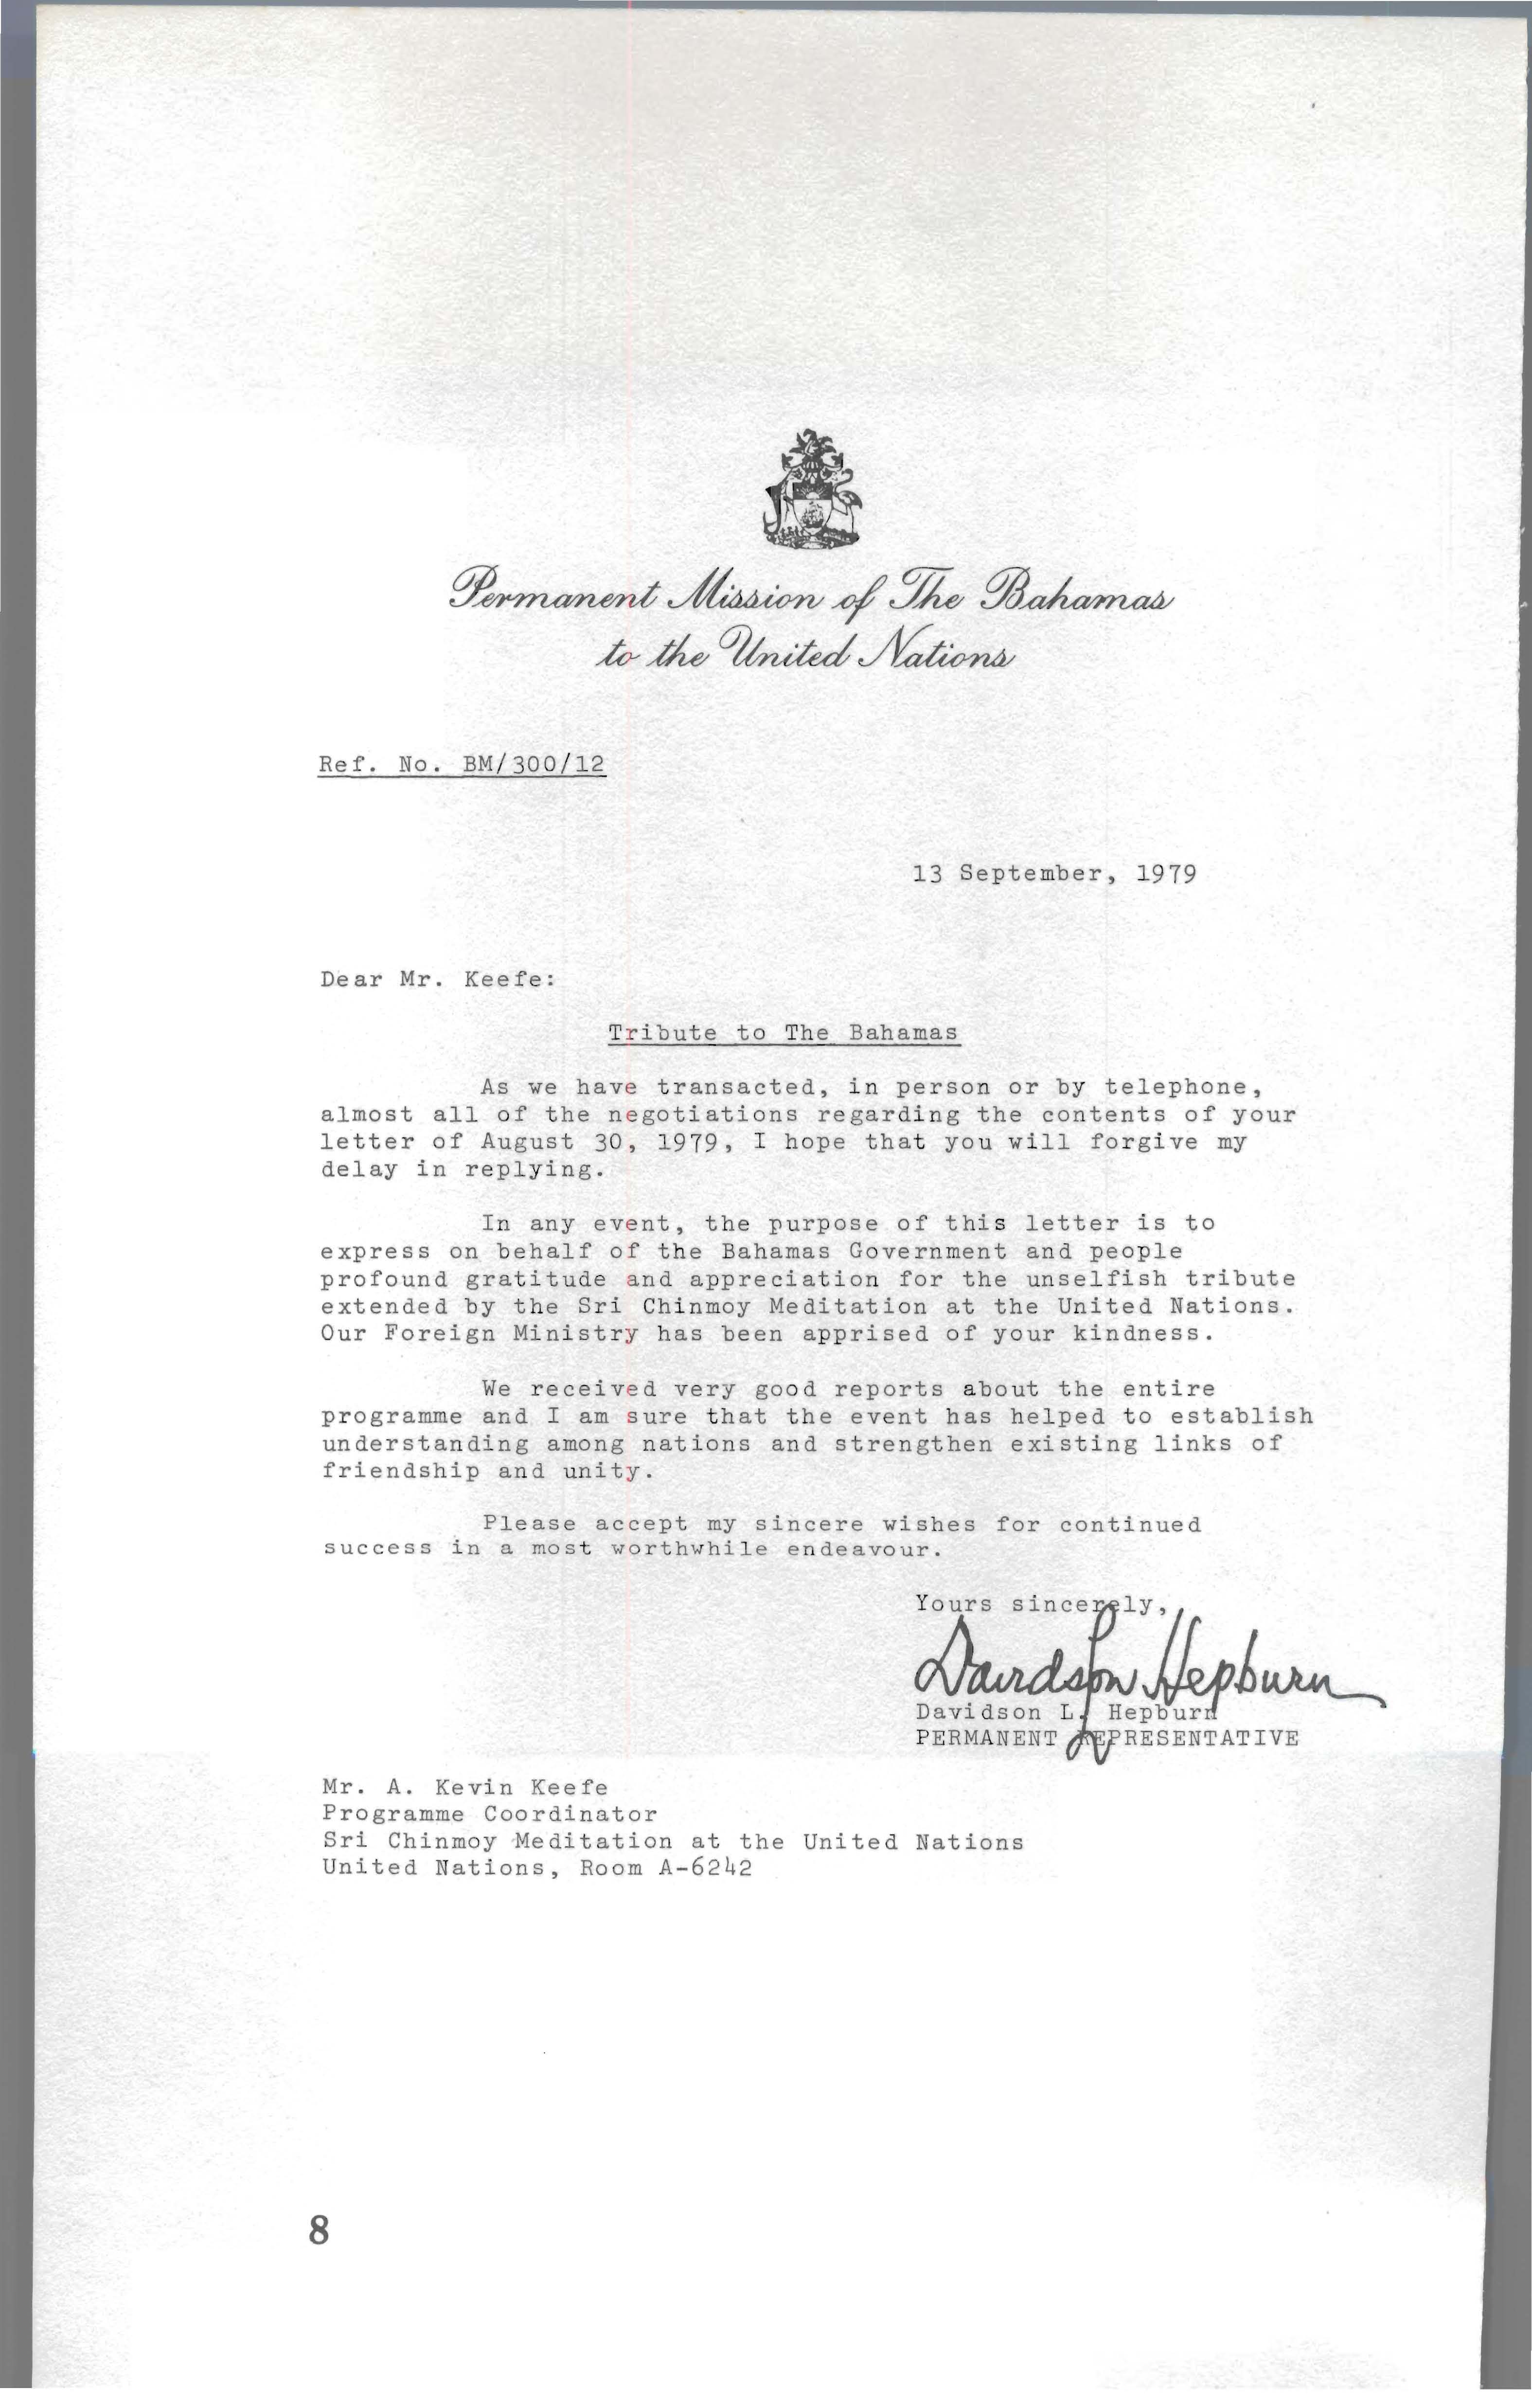 Permanent Mission of The Bahamas
to the United Nations
Ref. No. BM/300/12
13 September, 1979
Dear Mr. Keefe:
Tribute to The Bahamas
As we have transacted, in person or by telephone,
almost all of the negotiations regarding the contents of your
letter of August 30, 1979, I hope that you will forgive my
delay in replying.
In any event, the purpose of this letter is to
express on behalf of the Bahamas Government and people
profound gratitude and appreciation for the unselfish tribute
extended by the Sri Chinmoy Meditation at the United Nations.
Our Foreign Ministry has been apprised of your kindness.
We received very good reports about the entire
programme and I am sure that the event has helped to establish
understanding among nations and strengthen existing links of
friendship and unity.
Please accept my sincere wishes for continued
success in a most worthwhile endeavour.
Yours sincerely,
Davidson L Hepburn
Davidson L. Hepburn
PERMANENT REPRESENTATIVE
Mr. A. Kevin Keefe
Programme Coordinator
Sri Chinmoy Meditation at the United Nations
United Nations, Room A-6242
8